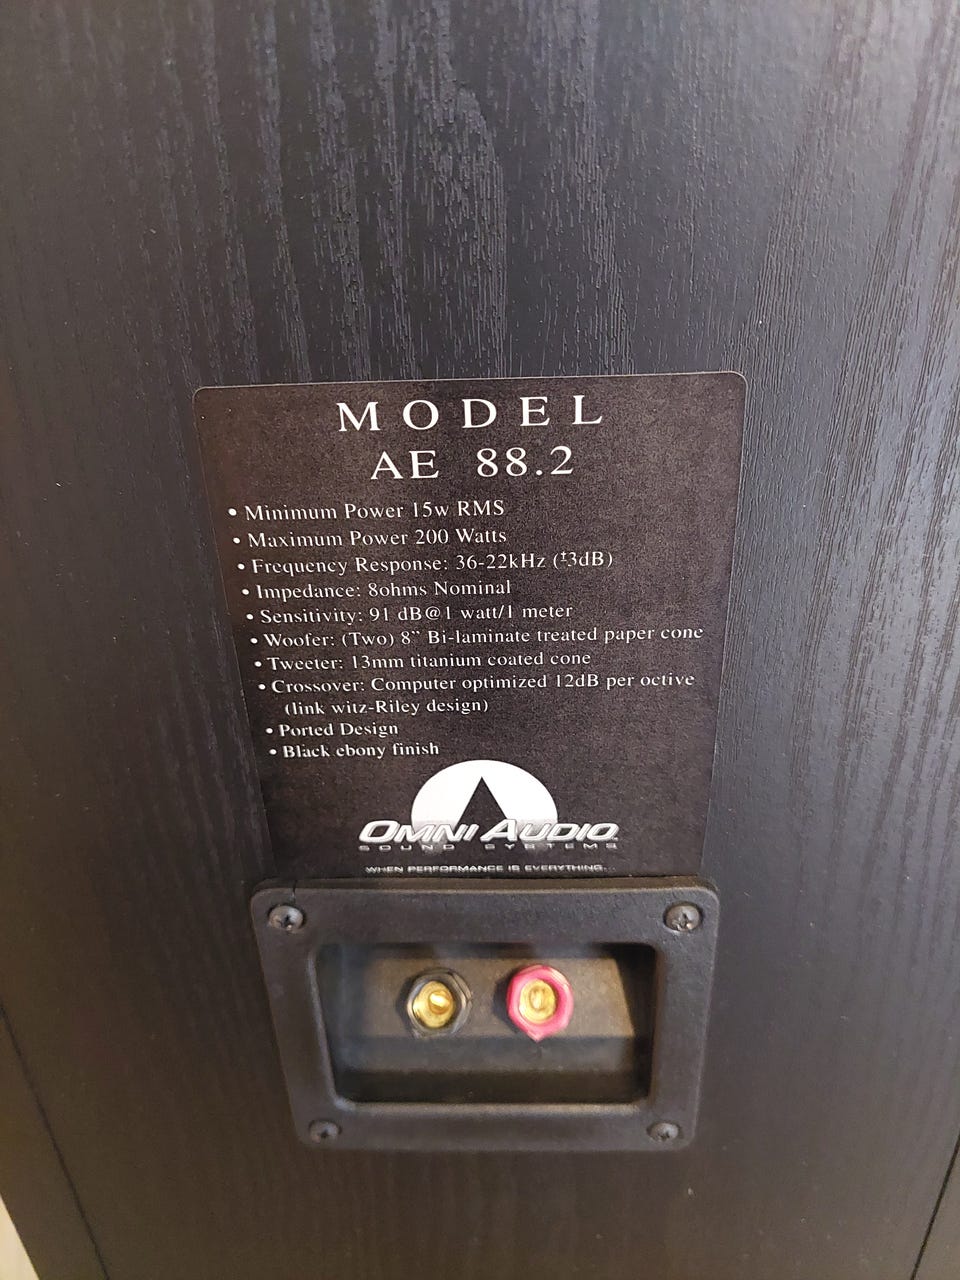 MODEL
AE 88.2
• Minimum Power 15w RMS
• Maximum Power 200 Watts
• Frequency Response: 36-22kHz (±3dB)
• Impedance: 8ohms Nominal
• Sensitivity: 91 dB@1 watt/1 meter
• Woofer: (Two) 8” Bi-laminate treated paper cone
• Tweeter: 13mm titanium coated cone
• Crossover: Computer optimized 12dB per octive
(link witz-Riley design)
• Ported Design
• Black ebony finish
OMNI AUDIO
SOUND SYSTEMS
WHEN PERFORMANCE IS EVERYTHING...